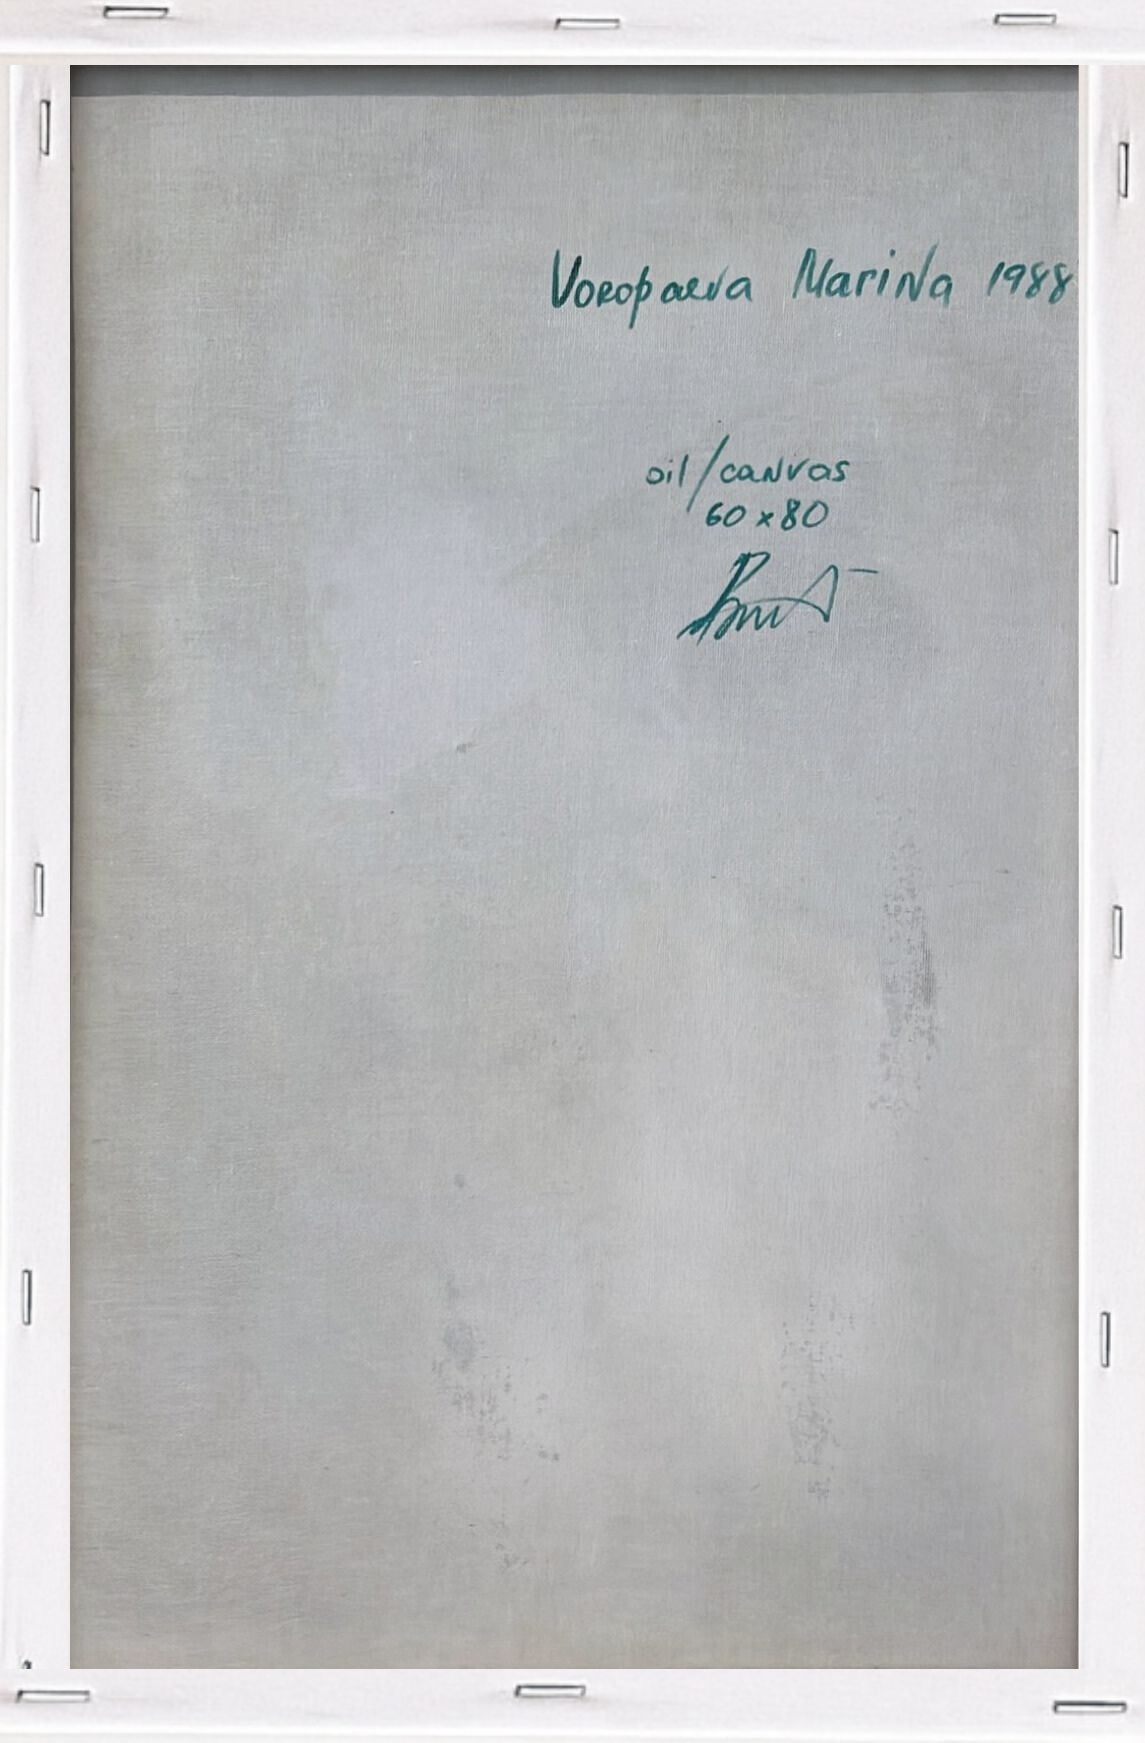 Voropaeva Marina 1988
oil/canvas
60x80